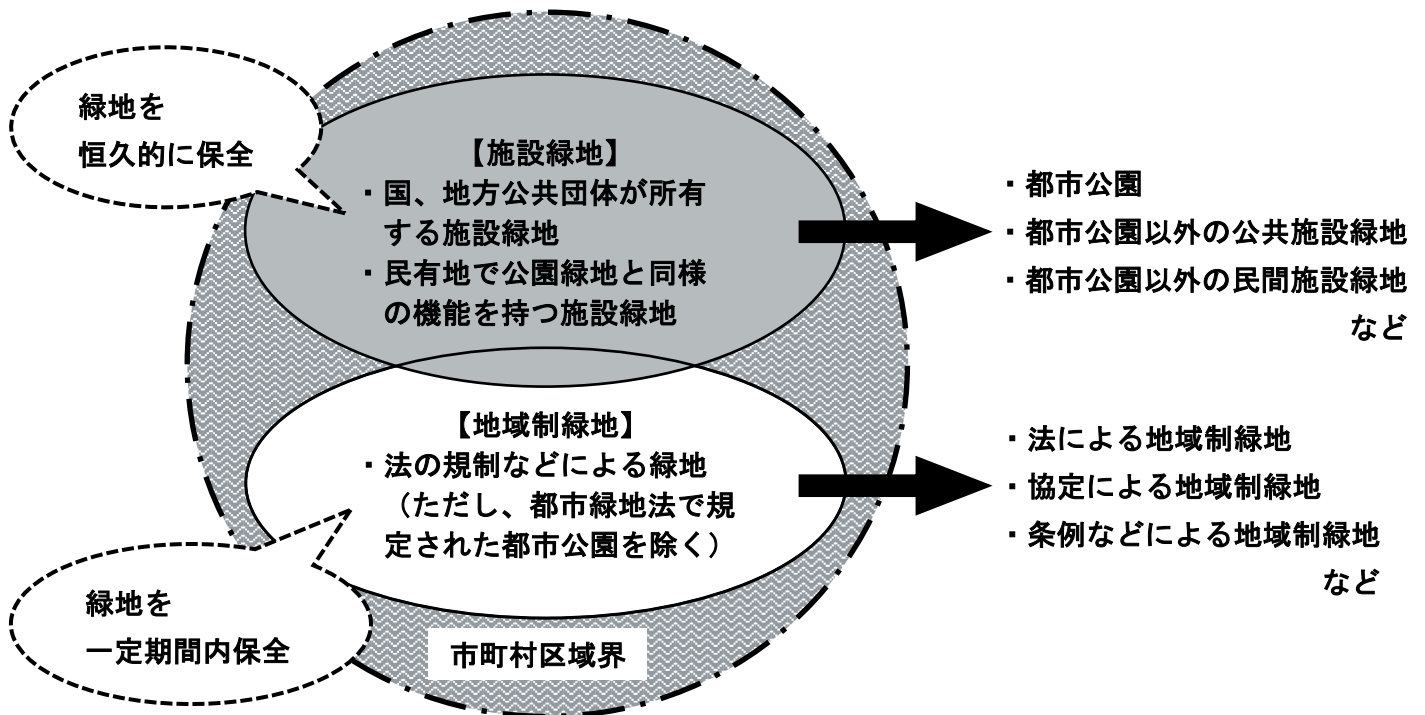 緑地を
恒久的に保全
【施設緑地】
・国、地方公共団体が所有
する施設緑地
・民有地で公園緑地と同様
の機能を持つ施設緑地
・都市公園
・都市公園以外の公共施設緑地
・都市公園以外の民間施設緑地
など
【地域制緑地】
・法の規制などによる緑地
（ただし、都市緑地法で規
定された都市公園を除く）
・法による地域制緑地
・協定による地域制緑地
・条例などによる地域制緑地
など
緑地を
一定期間内保全
市町村区域界